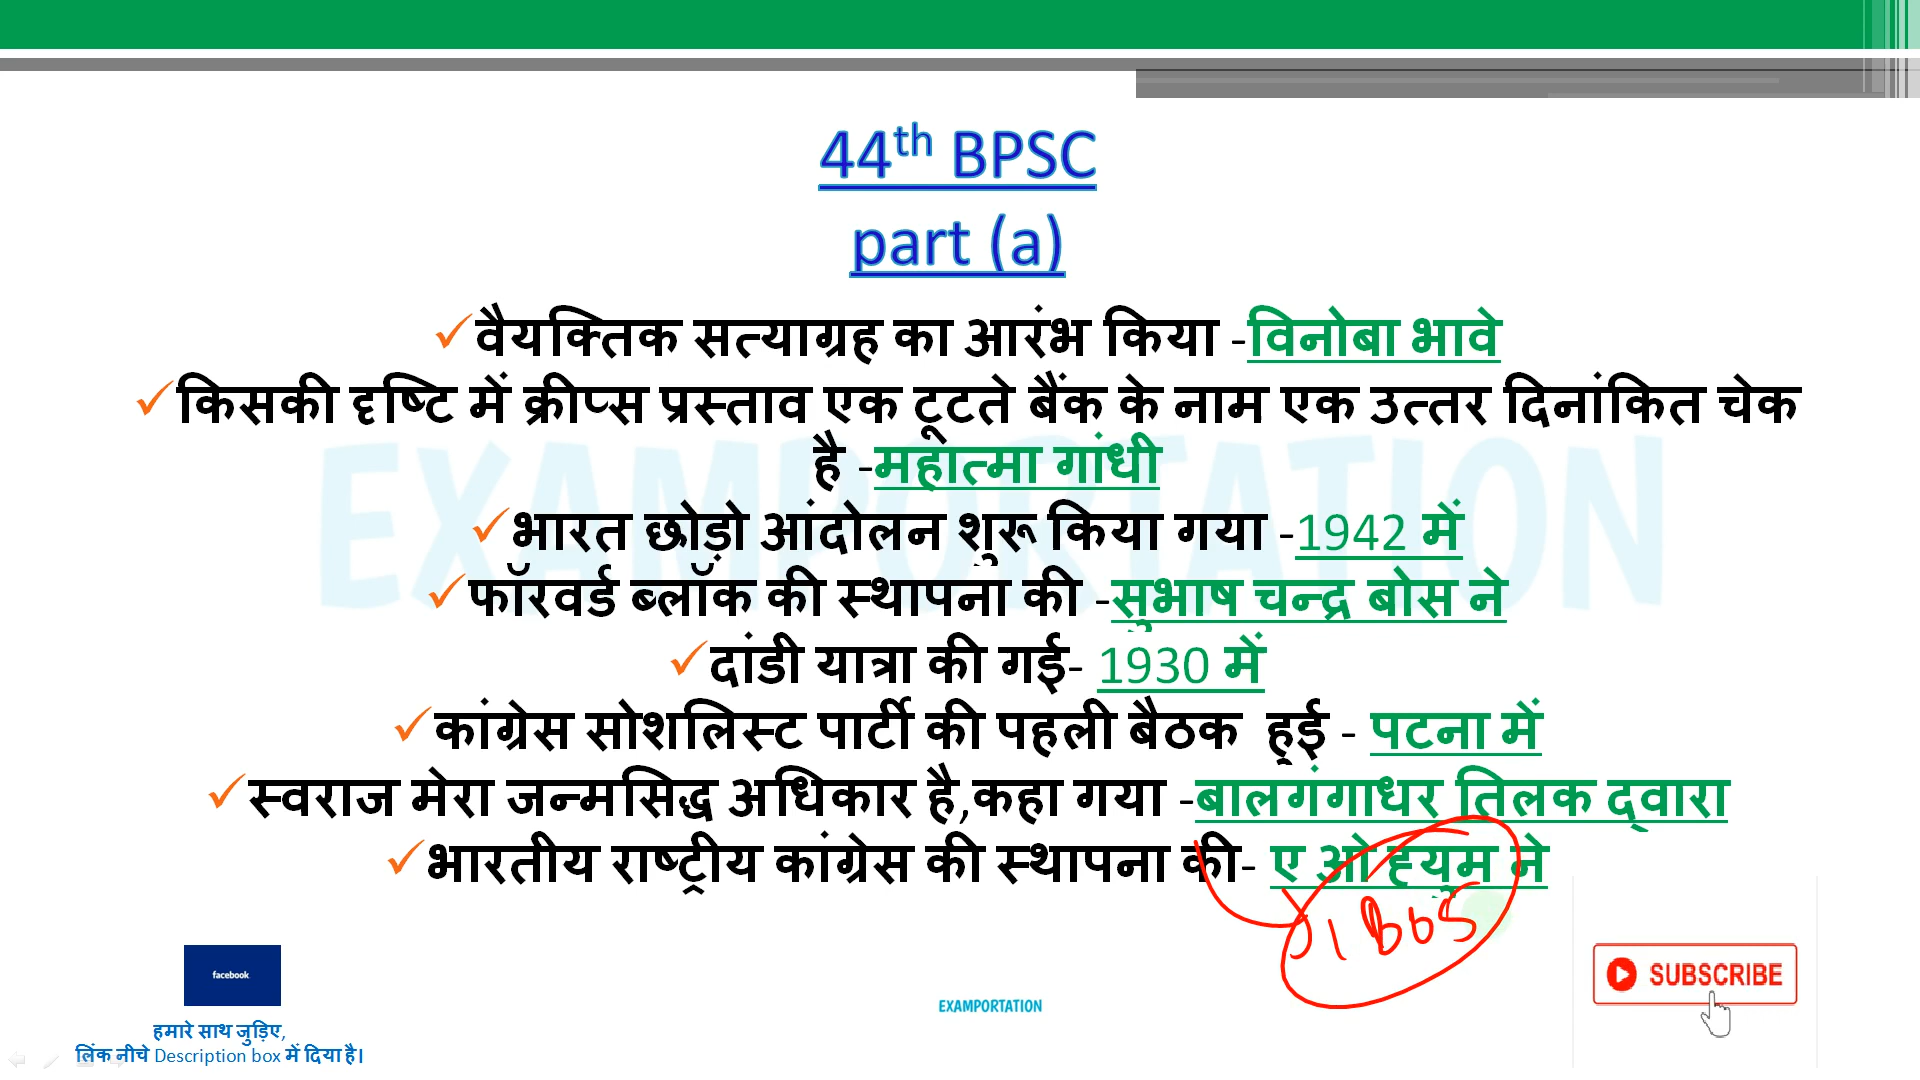 44th BPSC
part (a)
✓वैयक्तिक सत्याग्रह का आरंभ किया -विनोबा भावे
✓किसकी दृष्टि में क्रीप्स प्रस्ताव एक टूटते बैंक के नाम एक उत्तर दिनांकित चेक
है -महात्मा गांधी
✓भारत छोड़ो आंदोलन शुरू किया गया -1942 में
✓फॉरवर्ड ब्लॉक की स्थापना की -सुभाष चन्द्र बोस ने
✓दांडी यात्रा की गई- 1930 में
✓कांग्रेस सोशलिस्ट पार्टी की पहली बैठक हुई - पटना में
✓स्वराज मेरा जन्मसिद्ध अधिकार है,कहा गया -बालगंगाधर तिलक द्वारा
✓भारतीय राष्ट्रीय कांग्रेस की स्थापना की- ए ओ ह्युम ने
EXAMPORTATION
facebook
SUBSCRIBE
EXAMPORTATION
हमारे साथ जुड़िए,
लिंक नीचे Description box में दिया है।